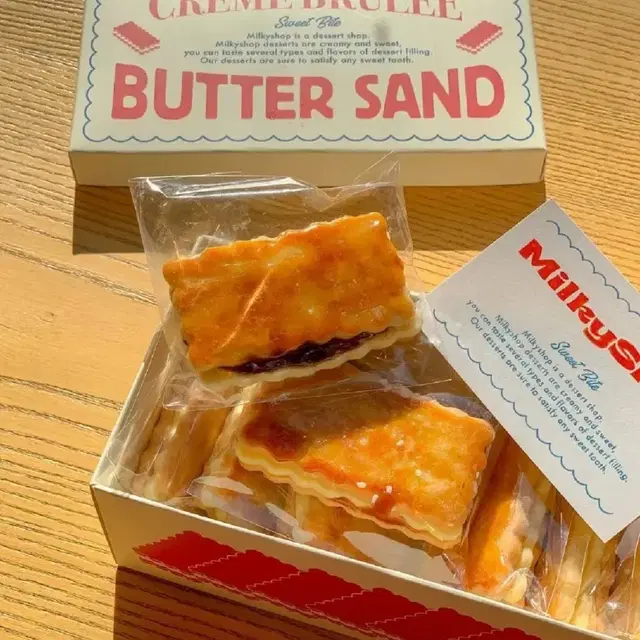 CRÈME BRÛLÉE
Sweet Bite
Milkyshop is a dessert shop.
Milkyshop desserts are creamy and sweet,
you can taste several types and flavors of dessert filling.
Our desserts are sure to satisfy any sweet tooth.
BUTTER SAND
MilkySh
Sweet Bite
Milkyshop is a dessert shop.
Milkyshop desserts are creamy and sweet,
you can taste several types and flavors of dessert filling.
Our desserts are sure to satisfy any sweet tooth.